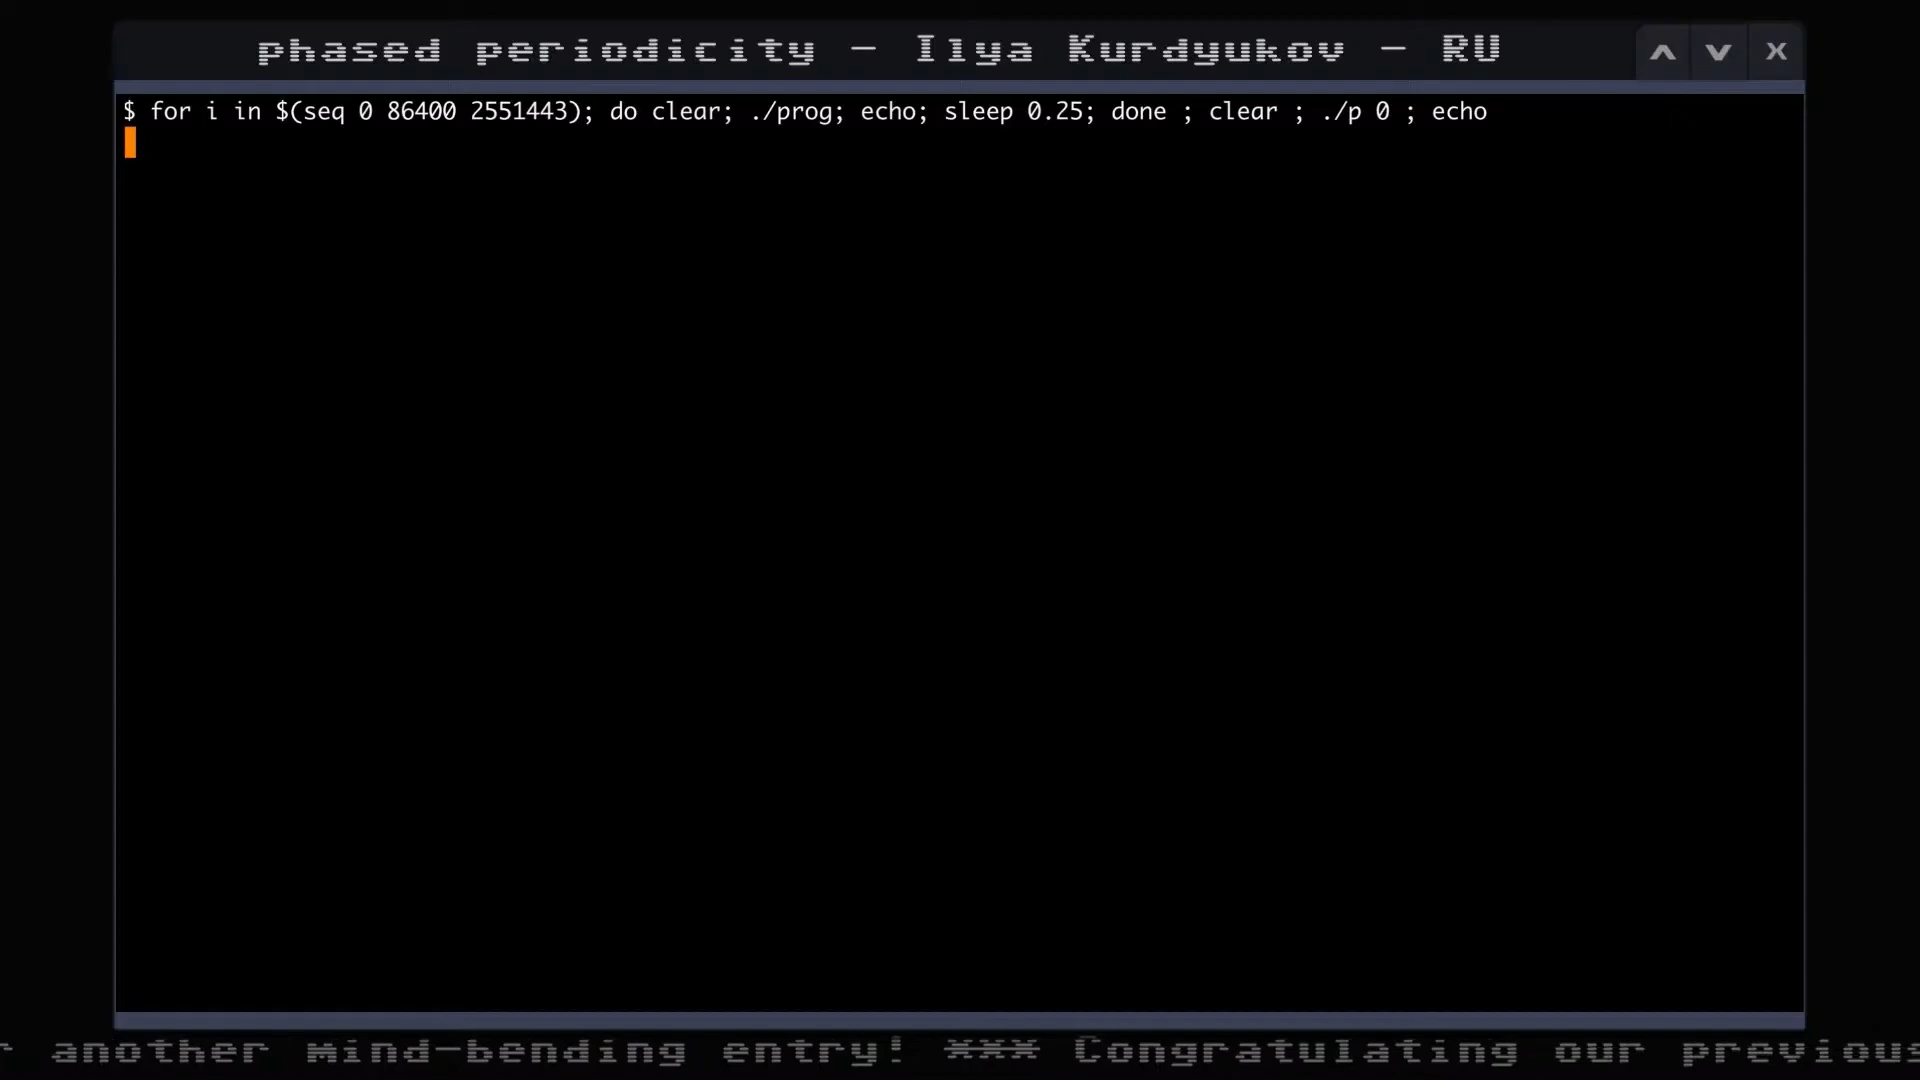 phased periodicity - Ilya Kurdyukov - RU
$ for i in $(seq 0 86400 2551443); do clear; ./prog; echo; sleep 0.25; done ; clear ; ./p 0 ; echo
another mind-bending entry! *** Congratulating our previous